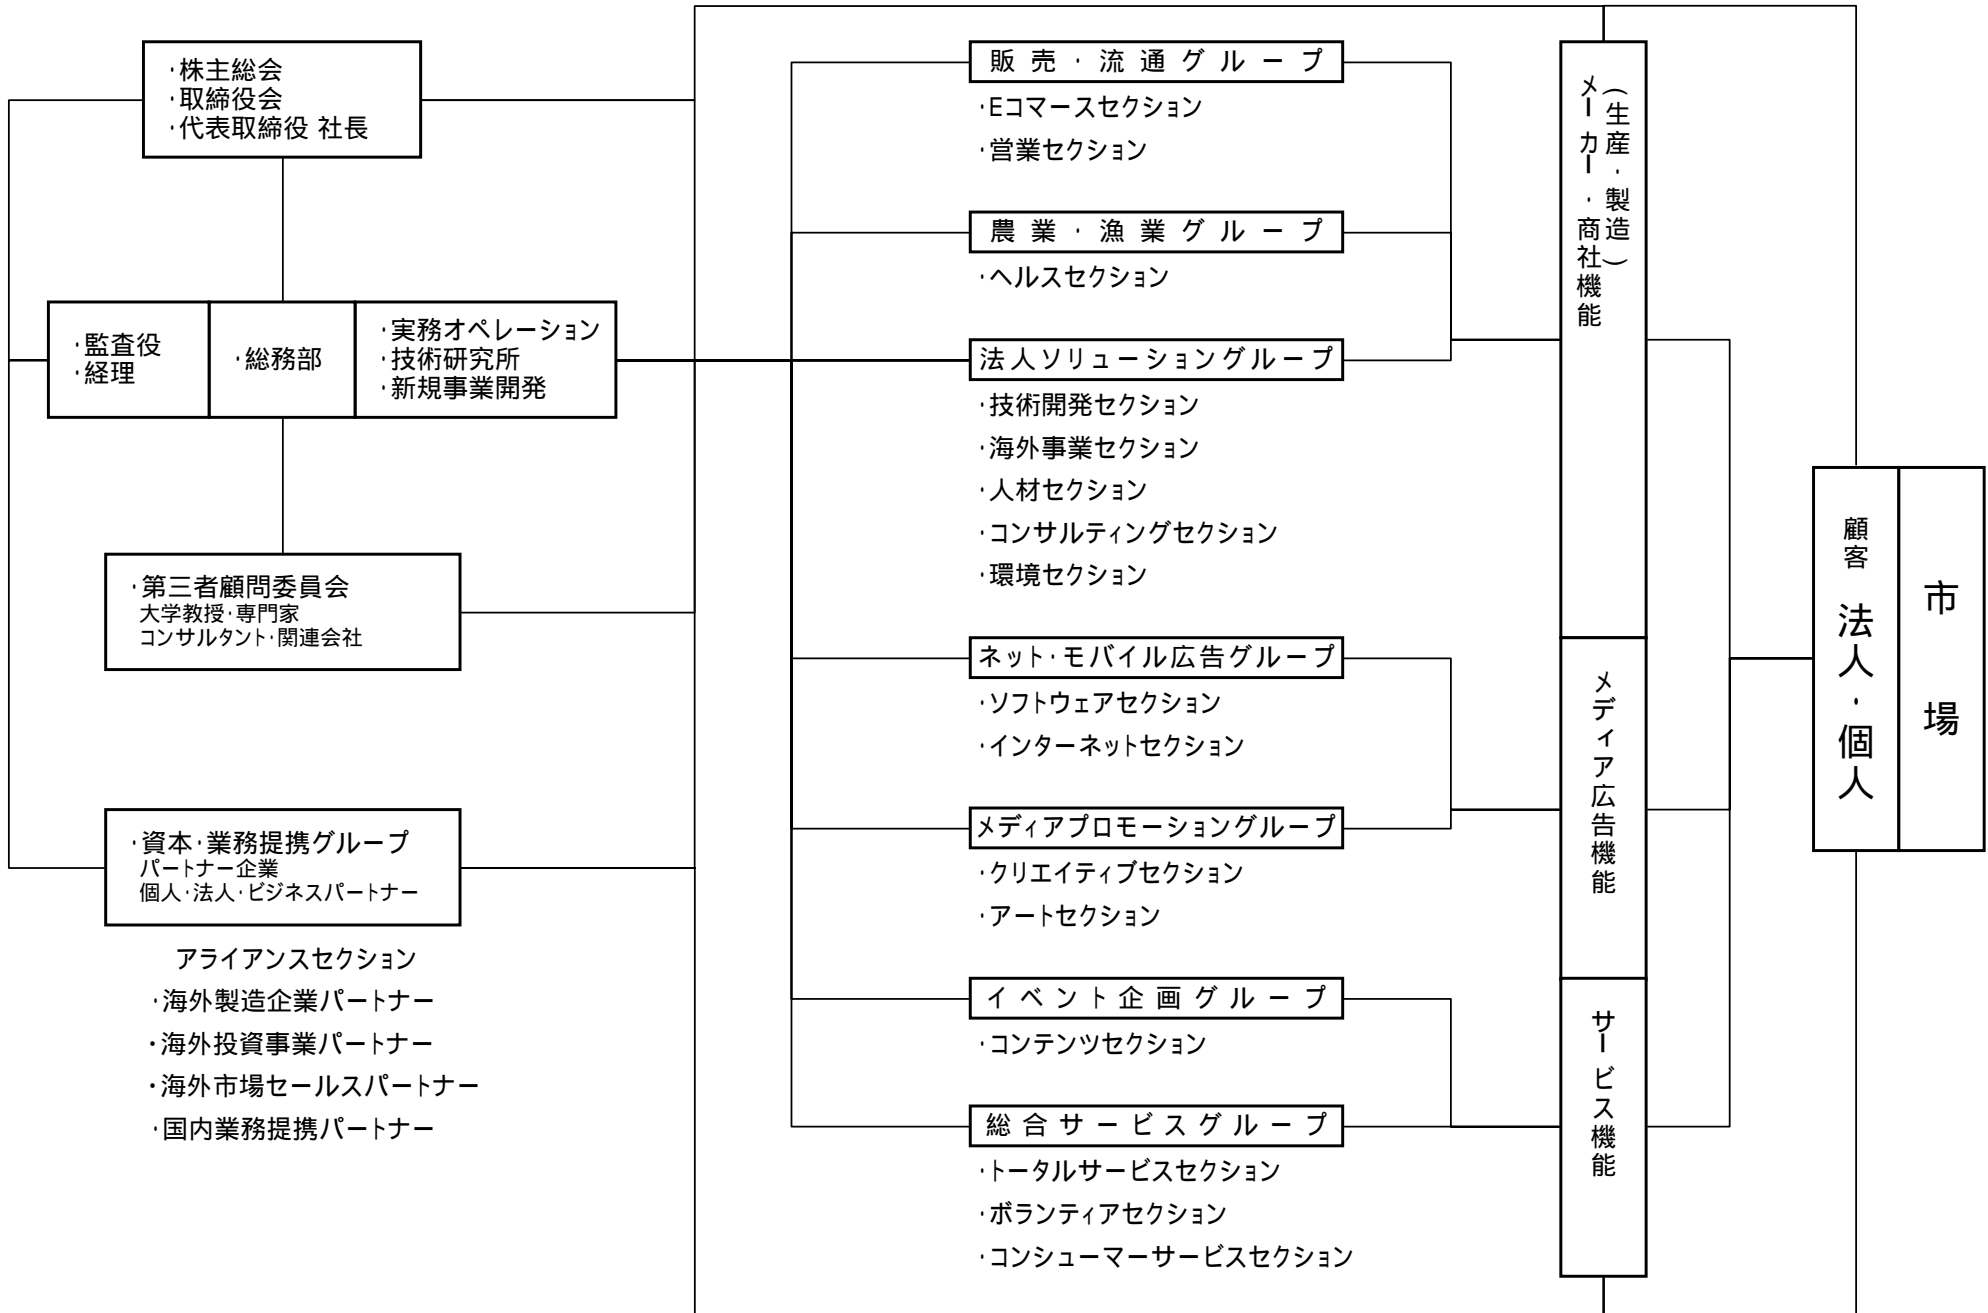 ・株主総会
・取締役会
・代表取締役 社長
・監査役
・経理
・総務部
・実務オペレーション
・技術研究所
・新規事業開発
・第三者顧問委員会
大学教授・専門家
コンサルタント・関連会社
・資本・業務提携グループ
パートナー企業
個人・法人・ビジネスパートナー
アライアンスセクション
・海外製造企業パートナー
・海外投資事業パートナー
・海外市場セールスパートナー
・国内業務提携パートナー
販売・流通グループ
・Eコマースセクション
・営業セクション
農業・漁業グループ
・ヘルスセクション
法人ソリューショングループ
・技術開発セクション
・海外事業セクション
・人材セクション
・コンサルティングセクション
・環境セクション
ネット・モバイル広告グループ
・ソフトウェアセクション
・インターネットセクション
メディアプロモーショングループ
・クリエイティブセクション
・アートセクション
イベント企画グループ
・コンテンツセクション
総合サービスグループ
・トータルサービスセクション
・ボランティアセクション
・コンシューマーサービスセクション
(生産・製造)
メーカー・商社機能
メディア広告機能
サービス機能
顧客 法人・個人
市場